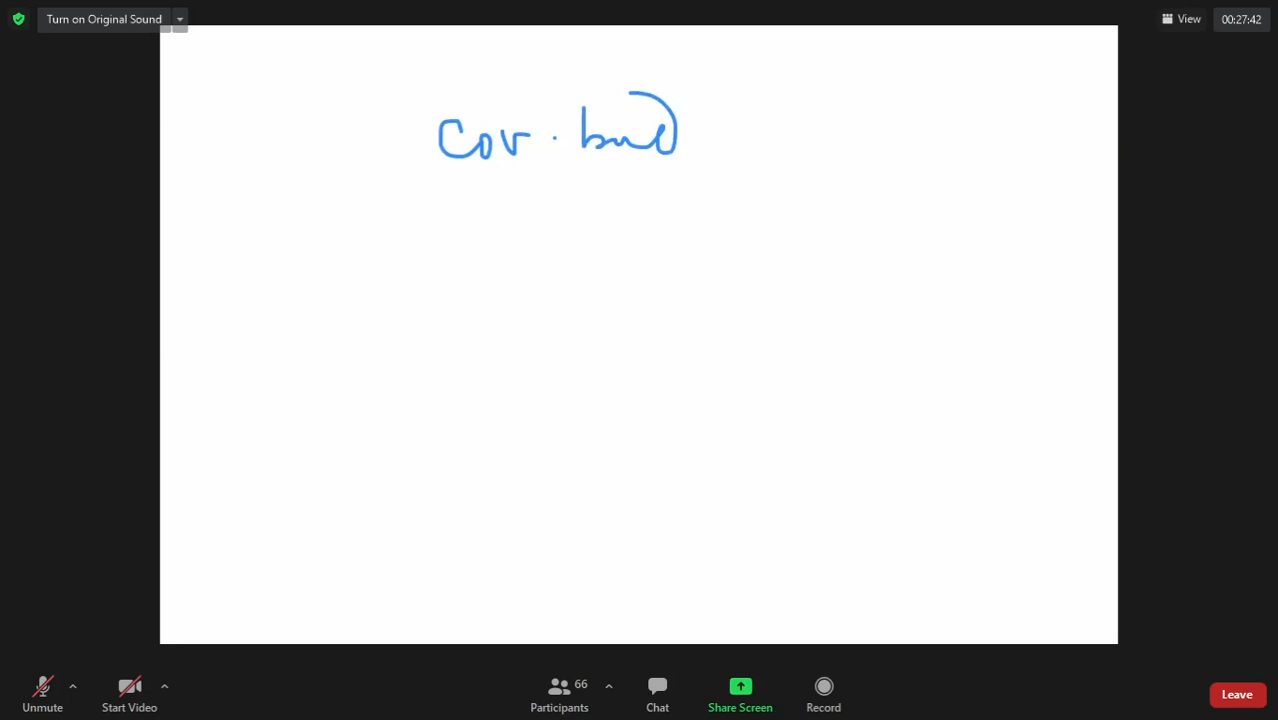 Turn on Original Sound
View
00:27:42
Cov. bond
Unmute
Start Video
66
Participants
Chat
Share Screen
Record
Leave